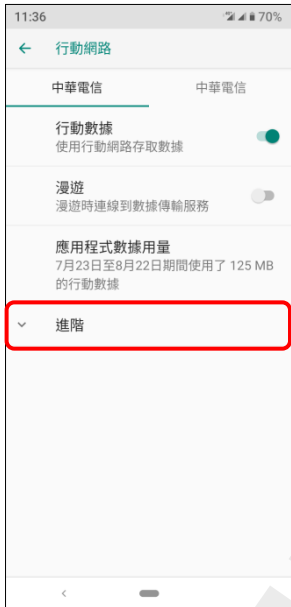 11:36 70%
行動網路
中華電信 中華電信
行動數據
使用行動網路存取數據
漫遊
漫遊時連線到數據傳輸服務
應用程式數據用量
7月23日至8月22日期間使用了 125 MB
的行動數據
進階